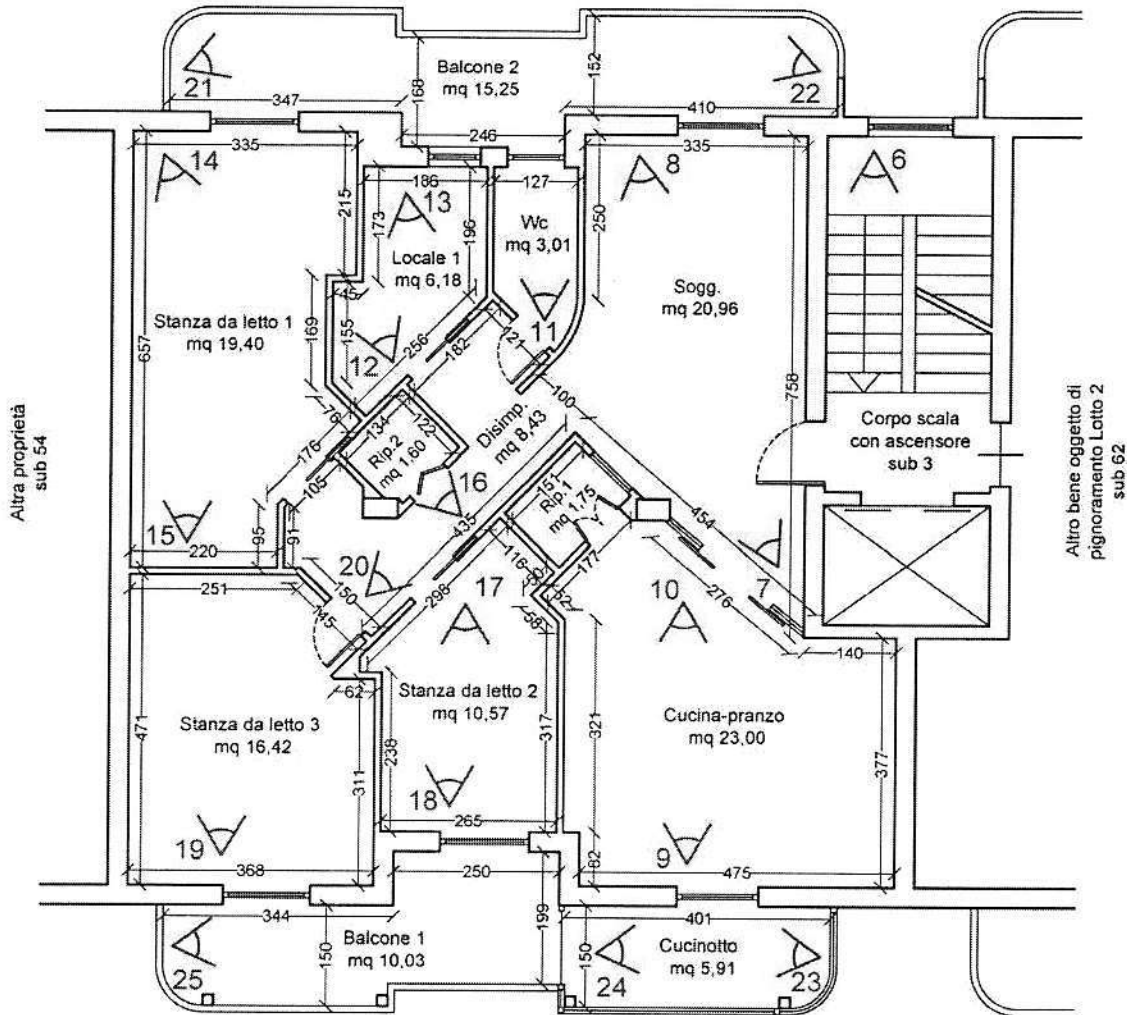 Balcone 2
mq 15,25
21
22
347
168
152
410
246
335
335
14
8
6
186
127
13
215
173
196
250
Wc
mq 3,01
Locale 1
mq 6,18
Sogg.
mq 20,96
45
Stanza da letto 1
mq 19,40
169
155
657
12
256
182
121
11
100
758
Corpo scala
con ascensore
sub 3
Altra proprietà
sub 54
Altro bene oggetto di
pignoramento Lotto 2
sub 62
76
134
122
Rip.2
mq 1.60
Disimp.
mq 8,43
176
105
16
151
Rip.1
mq 1,75
435
454
15
95
91
220
20
116
50
177
276
7
251
150
145
298
17
52
58
10
140
62
Stanza da letto 3
mq 16,42
Stanza da letto 2
mq 10,57
Cucina-pranzo
mq 23,00
471
311
238
317
321
377
19
18
265
9
82
368
250
475
344
199
401
Balcone 1
mq 10,03
Cucinotto
mq 5,91
150
150
25
24
23